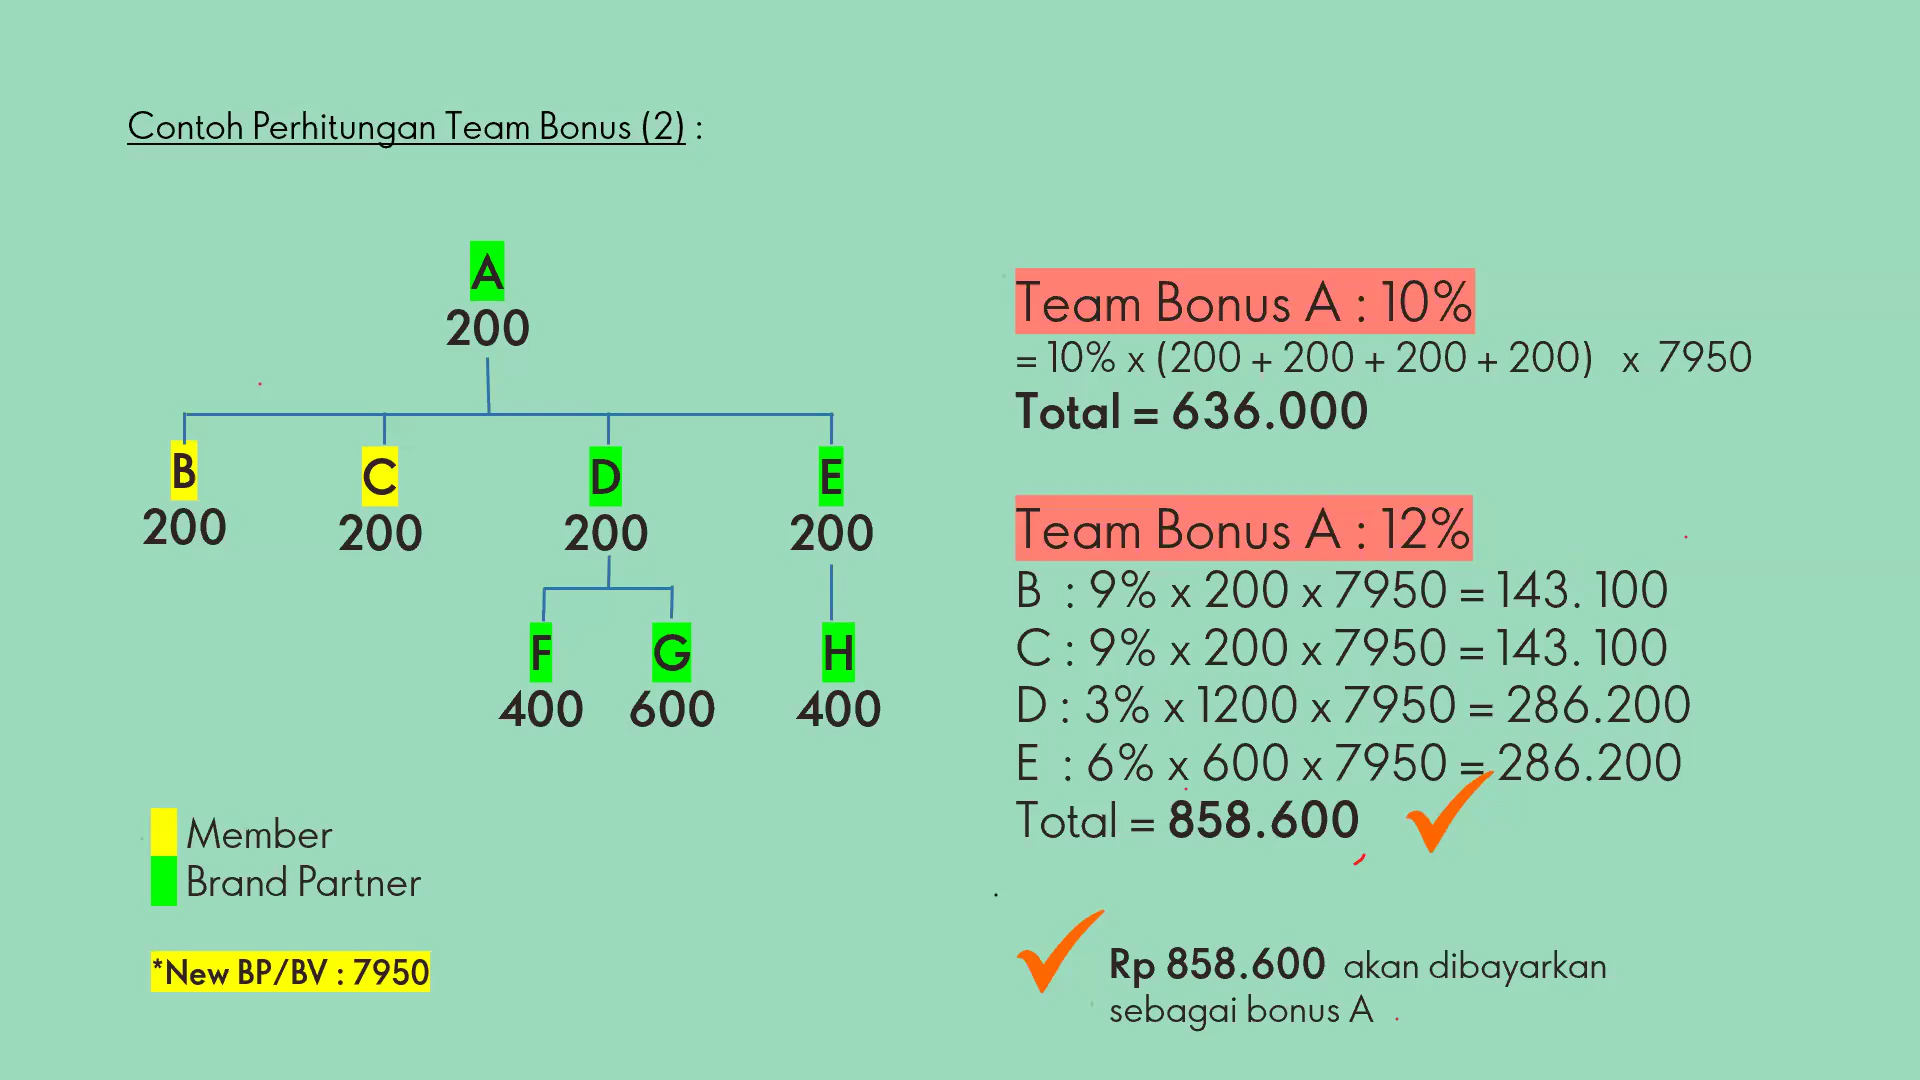 Contoh Perhitungan Team Bonus (2) :
A
200
B
200
C
200
D
200
E
200
F
400
G
600
H
400
Member
Brand Partner
*New BP/BV : 7950
Team Bonus A : 10%
= 10% x (200 + 200 + 200 + 200) x 7950
Total = 636.000
Team Bonus A : 12%
B : 9% x 200 x 7950 = 143. 100
C : 9% x 200 x 7950 = 143. 100
D : 3% x 1200 x 7950 = 286.200
E : 6% x 600 x 7950 = 286.200
Total = 858.600
Rp 858.600 akan dibayarkan
sebagai bonus A